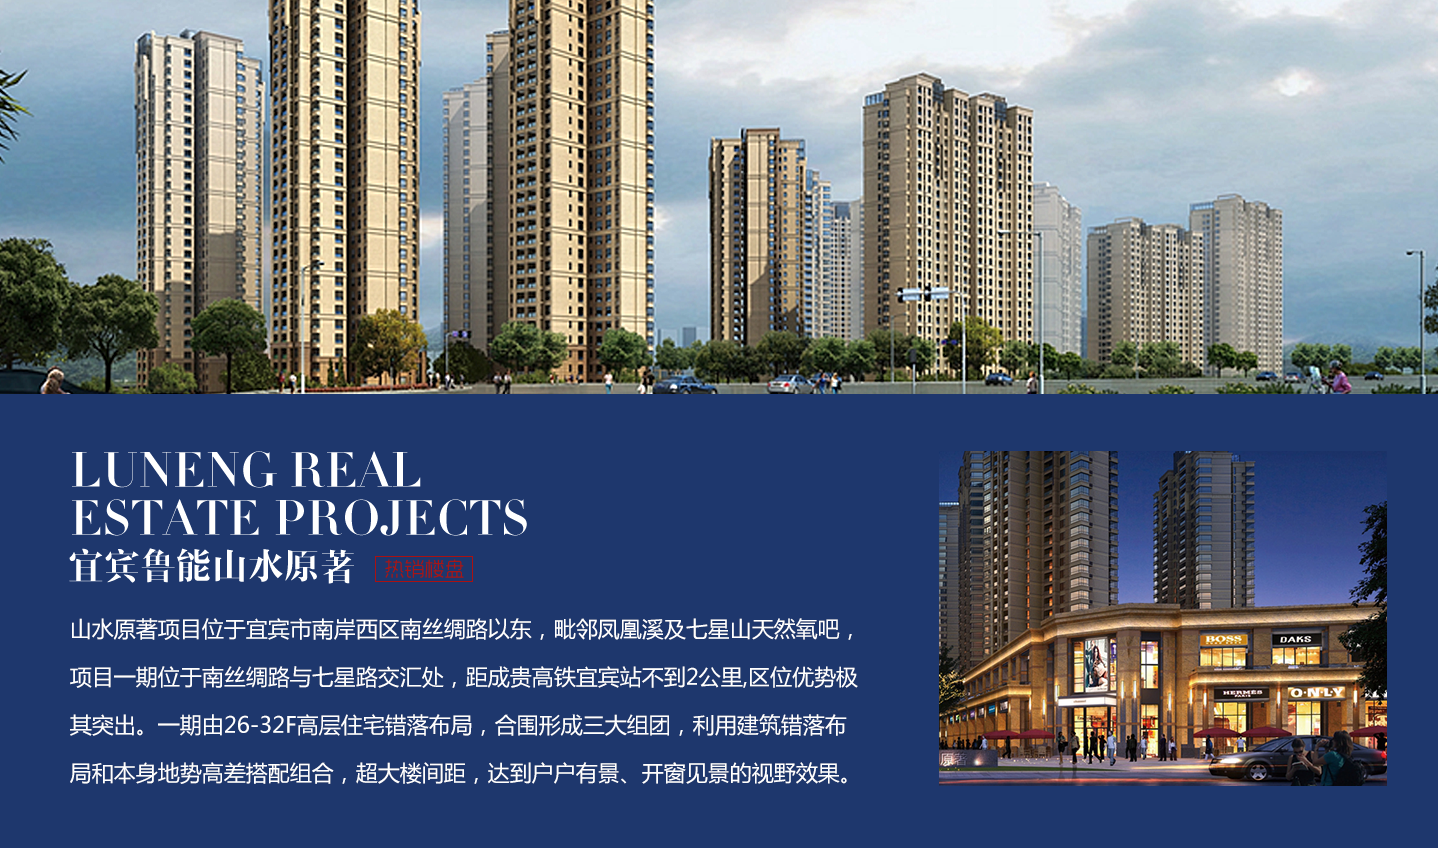 LUNENG REAL
ESTATE PROJECTS
宜宾鲁能山水原著
热销楼盘
山水原著项目位于宜宾市南岸西区南丝绸路以东，毗邻凤凰溪及七星山天然氧吧，
项目一期位于南丝绸路与七星路交汇处，距成贵高铁宜宾站不到2公里,区位优势极
其突出。一期由26-32F高层住宅错落布局，合围形成三大组团，利用建筑错落布
局和本身地势高差搭配组合，超大楼间距，达到户户有景、开窗见景的视野效果。
BOSS
DAKS
HERMÈS
PARIS
ONLY
原著